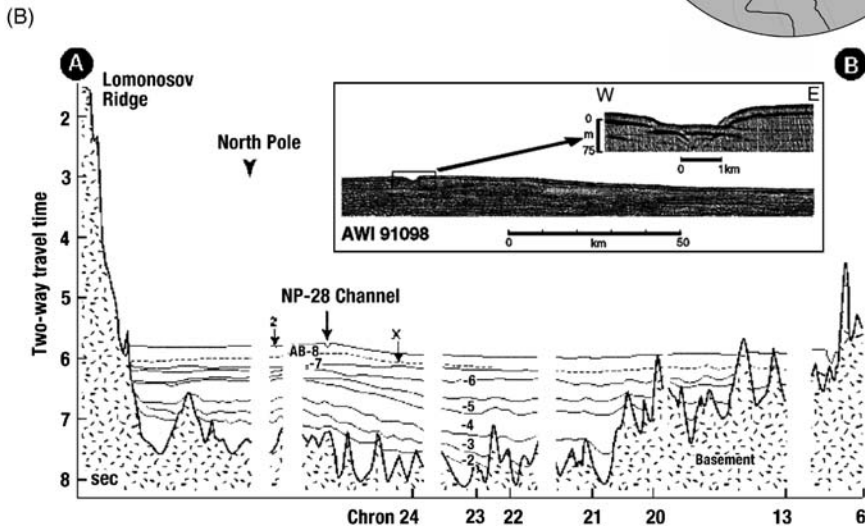 (B)
A
B
Lomonosov
Ridge
North Pole
W
E
0
m
75
0 1km
AWI 91098
0 50
km
Two-way travel time
2
3
4
5
6
7
8
sec
NP-28 Channel
2
X
AB-8
-7
-6
-5
-4
-3
-2
Basement
Chron 24 23 22 21 20 13 6